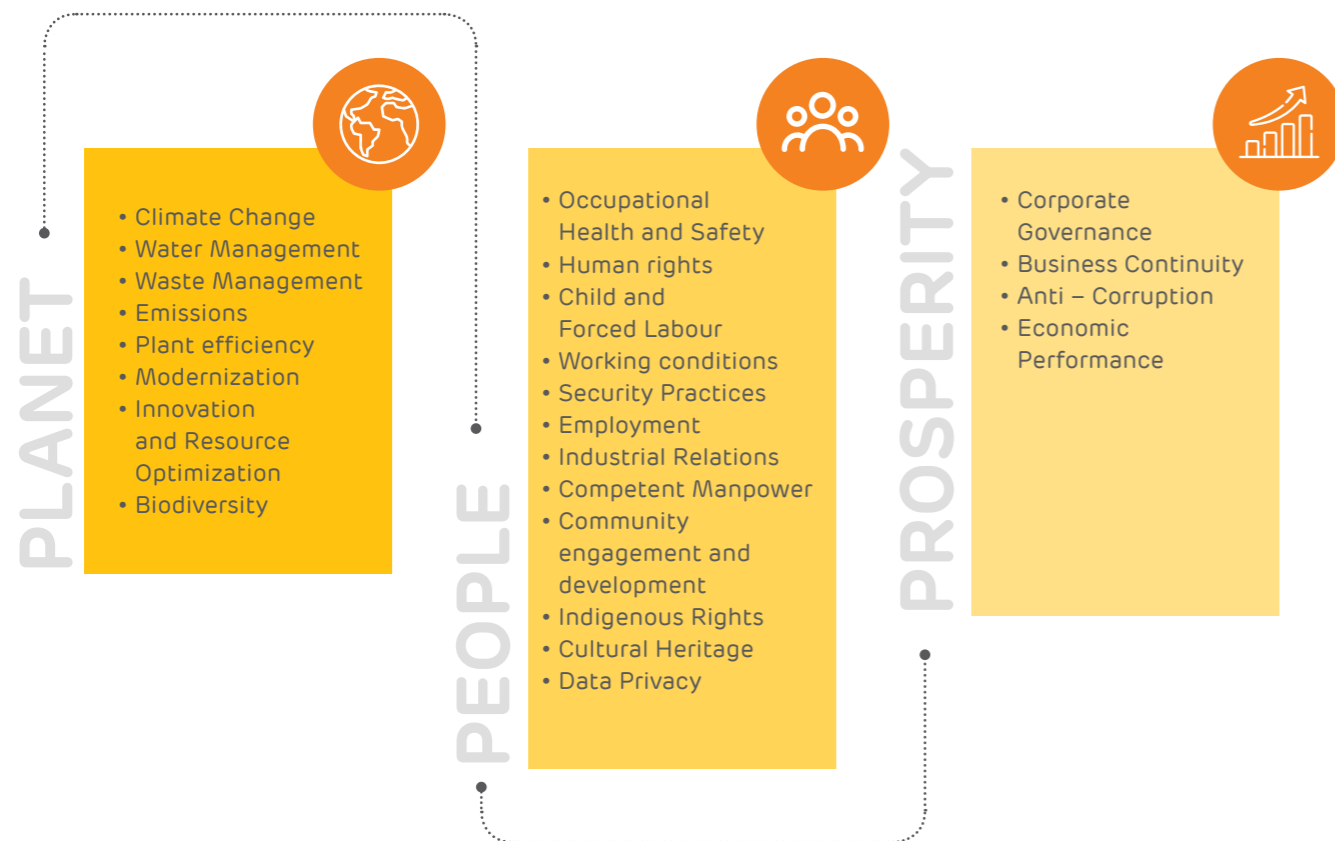 PLANET
• Climate Change
• Water Management
• Waste Management
• Emissions
• Plant efficiency
• Modernization
• Innovation
and Resource
Optimization
• Biodiversity
PEOPLE
• Occupational
Health and Safety
• Human rights
• Child and
Forced Labour
• Working conditions
• Security Practices
• Employment
• Industrial Relations
• Competent Manpower
• Community
engagement and
development
• Indigenous Rights
• Cultural Heritage
• Data Privacy
PROSPERITY
• Corporate
Governance
• Business Continuity
• Anti – Corruption
• Economic
Performance